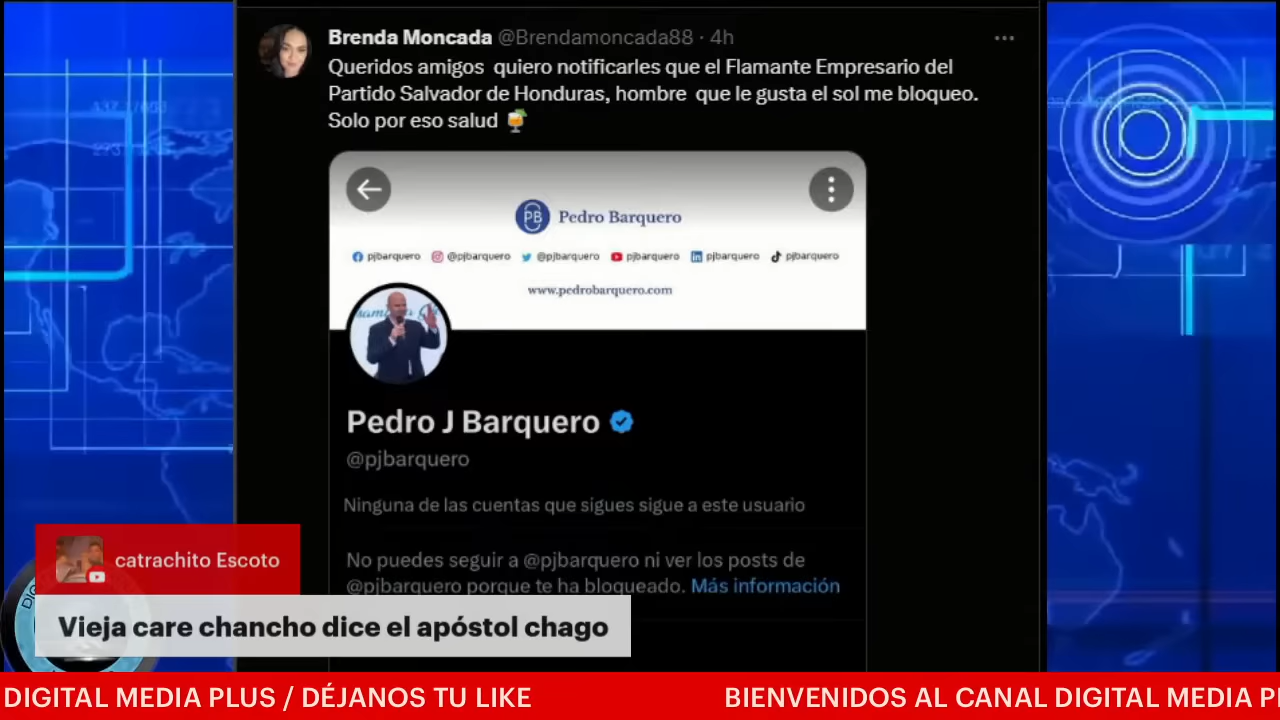 Brenda Moncada @Brendamoncada88 · 4h
Queridos amigos quiero notificarles que el Flamante Empresario del
Partido Salvador de Honduras, hombre que le gusta el sol me bloqueo.
Solo por eso salud 🍹
PB Pedro Barquero
pjbarquero @pjbarquero @pjbarquero pjbarquero pjbarquero pjbarquero
www.pedrobarquero.com
Pedro J Barquero
@pjbarquero
Ninguna de las cuentas que sigues sigue a este usuario
No puedes seguir a @pjbarquero ni ver los posts de
@pjbarquero porque te ha bloqueado. Más información
catrachito Escoto
Vieja care chancho dice el apóstol chago
DIGITAL MEDIA PLUS / DÉJANOS TU LIKE BIENVENIDOS AL CANAL DIGITAL MEDIA